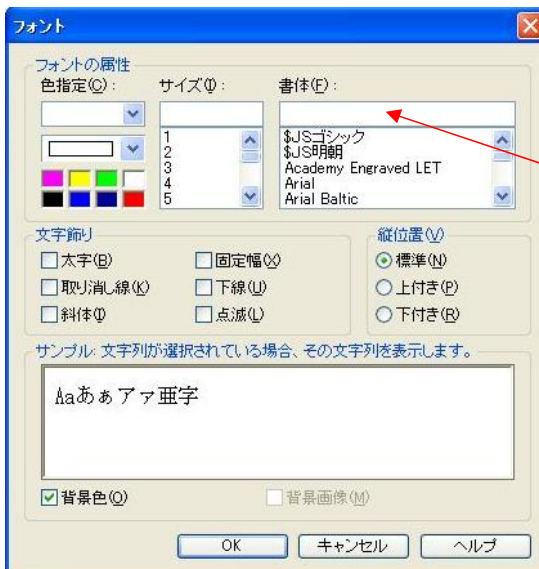 フォント
フォントの属性
色指定(C):
サイズ(I):
書体(F):
1
2
3
4
5
$JSゴシック
$JS明朝
Academy Engraved LET
Arial
Arial Baltic
文字飾り
太字(B)
固定幅(X)
取り消し線(K)
下線(U)
斜体(I)
点滅(L)
縦位置(V)
標準(N)
上付き(P)
下付き(R)
サンプル: 文字列が選択されている場合、その文字列を表示します。
Aaあぁアァ亜字
背景色(O)
背景画像(M)
OK
キャンセル
ヘルプ